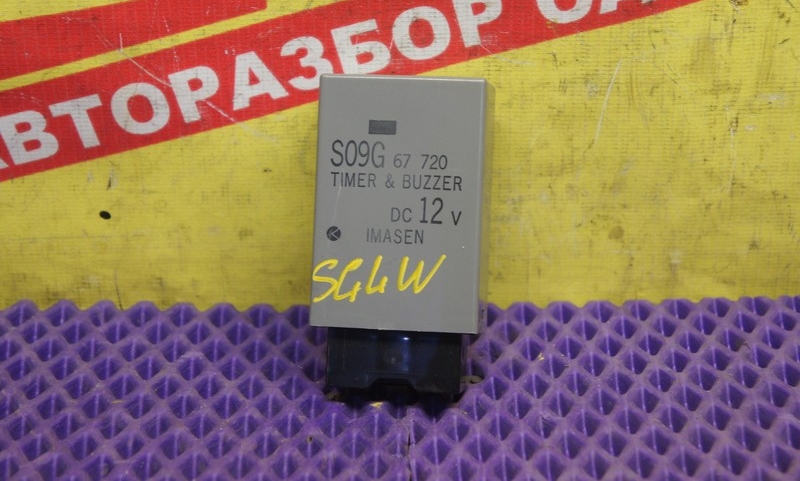 АВТОРАЗБОР
S09G 67 720
TIMER & BUZZER
DC 12 V
IMASEN
SG4W